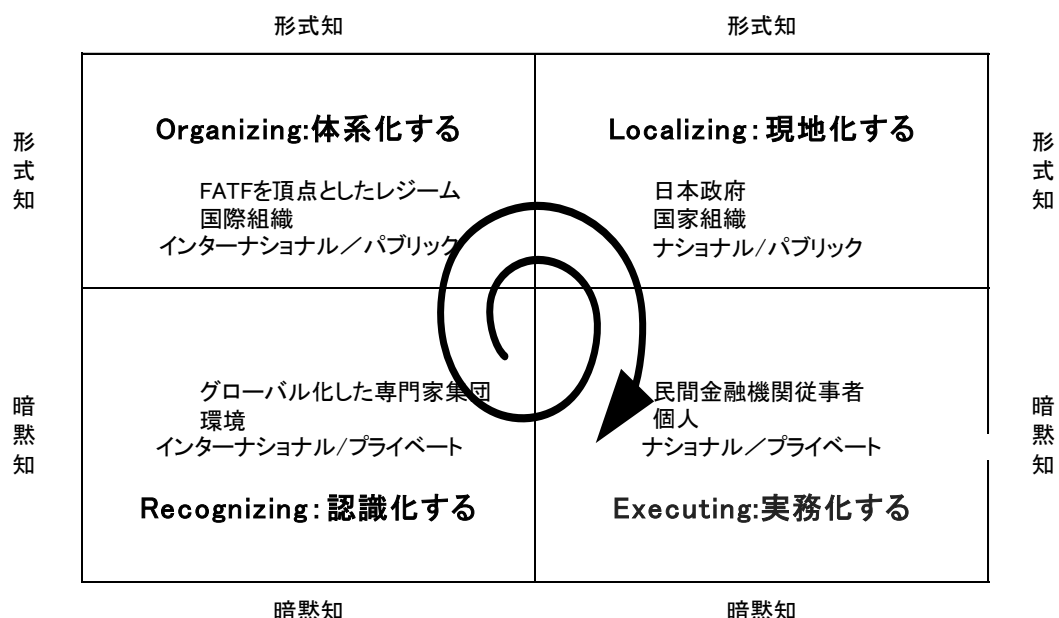 形式知
形式知
形式知
Organizing:体系化する
FATFを頂点としたレジーム
国際組織
インターナショナル／パブリック
Localizing：現地化する
日本政府
国家組織
ナショナル/パブリック
形式知
暗黙知
グローバル化した専門家集団
環境
インターナショナル/プライベート
Recognizing：認識化する
民間金融機関従事者
個人
ナショナル／プライベート
Executing:実務化する
暗黙知
暗黙知
暗黙知